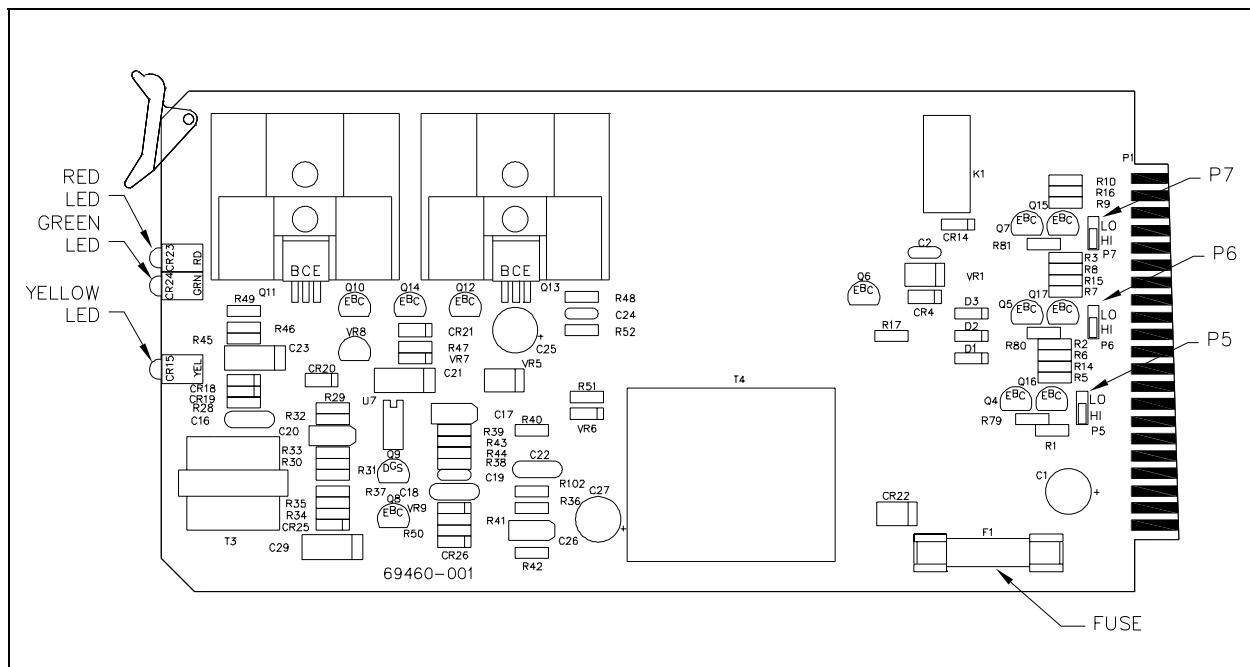 RED
LED
GREEN
LED
YELLOW
LED
CR23
RD
CR24
GRN
CR15
YEL
BCE
Q11
BCE
Q13
R49
R45
R46
C23
CR18
CR19
R28
C16
T3
Q10
EBC
Q14
EBC
Q12
EBC
VR8
CR21
R47
VR7
C21
CR20
C25
+
VR5
R48
C24
R52
R29
R32
C20
R33
R30
R35
R34
CR25
C29
U7
Q9
DGS
R31
R37
C18
Q8
EBC
VR9
R50
C17
R39
R43
R44
R38
C19
CR26
R51
VR6
R40
C22
R102
R36
R41
C26
R42
C27
+
T4
69460-001
K1
CR14
C2
VR1
CR4
Q6
EBC
R17
D3
D2
D1
P1
R10
R16
R9
Q15
Q7
EBC
EBC
R81
LO
HI
P7
P7
R3
R8
R15
R7
Q17
Q5
EBC
EBC
R80
LO
HI
P6
P6
R2
R6
R14
R5
Q16
Q4
EBC
EBC
R79
R1
LO
HI
P5
P5
C1
+
CR22
F1
FUSE